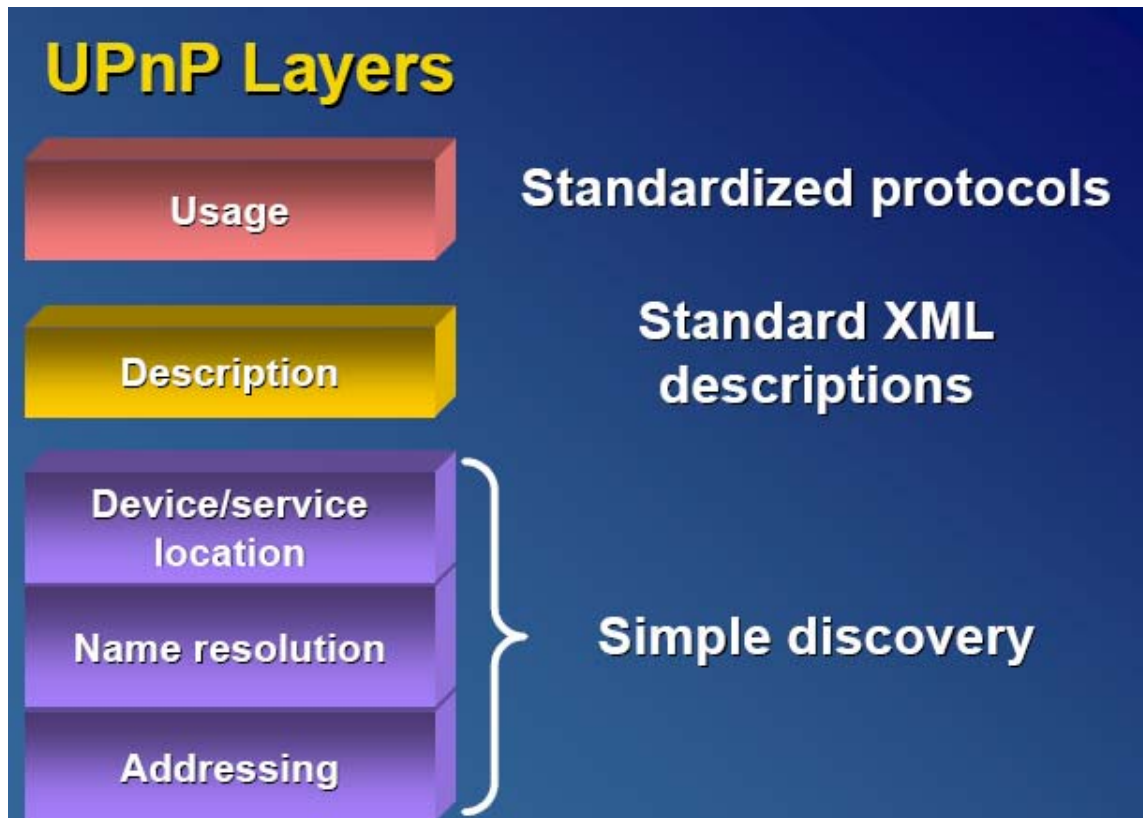 UPnP Layers
Usage
Standardized protocols
Description
Standard XML
descriptions
Device/service
location
Name resolution
Simple discovery
Addressing